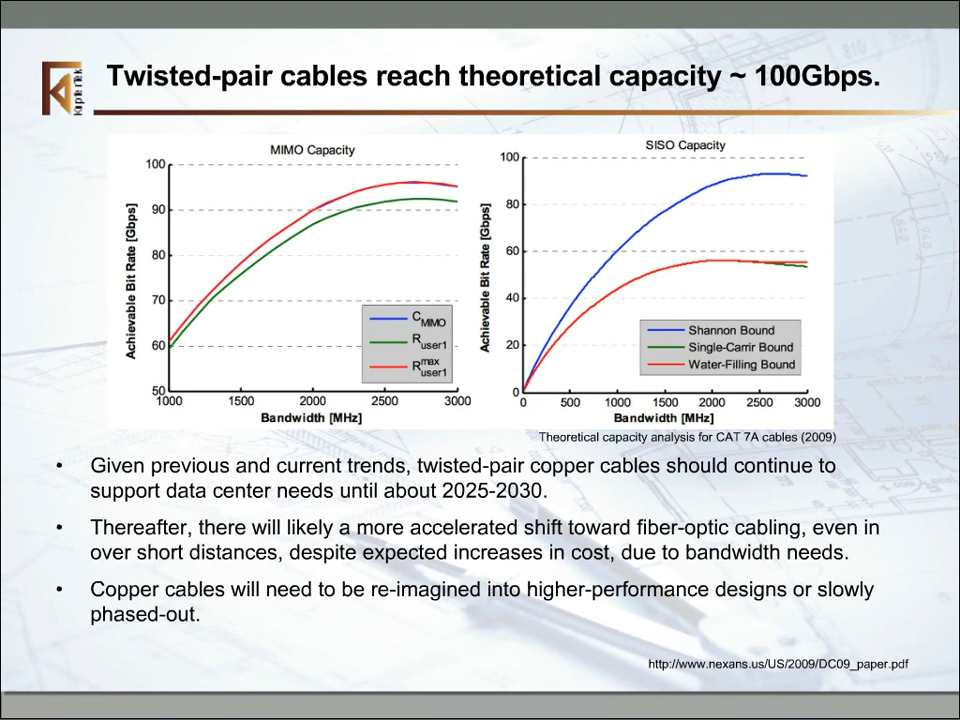 KapterTek
Twisted-pair cables reach theoretical capacity ~ 100Gbps.
MIMO Capacity
100
90
80
70
60
50
1000
1500
2000
2500
3000
Achievable Bit Rate [Gbps]
Bandwidth [MHz]
C MIMO
R user1
R max user1
SISO Capacity
100
80
60
40
20
0
0
500
1000
1500
2000
2500
3000
Achievable Bit Rate [Gbps]
Bandwidth [MHz]
Shannon Bound
Single-Carrir Bound
Water-Filling Bound
Theoretical capacity analysis for CAT 7A cables (2009)
• Given previous and current trends, twisted-pair copper cables should continue to
support data center needs until about 2025-2030.
• Thereafter, there will likely a more accelerated shift toward fiber-optic cabling, even in
over short distances, despite expected increases in cost, due to bandwidth needs.
• Copper cables will need to be re-imagined into higher-performance designs or slowly
phased-out.
http://www.nexans.us/US/2009/DC09_paper.pdf